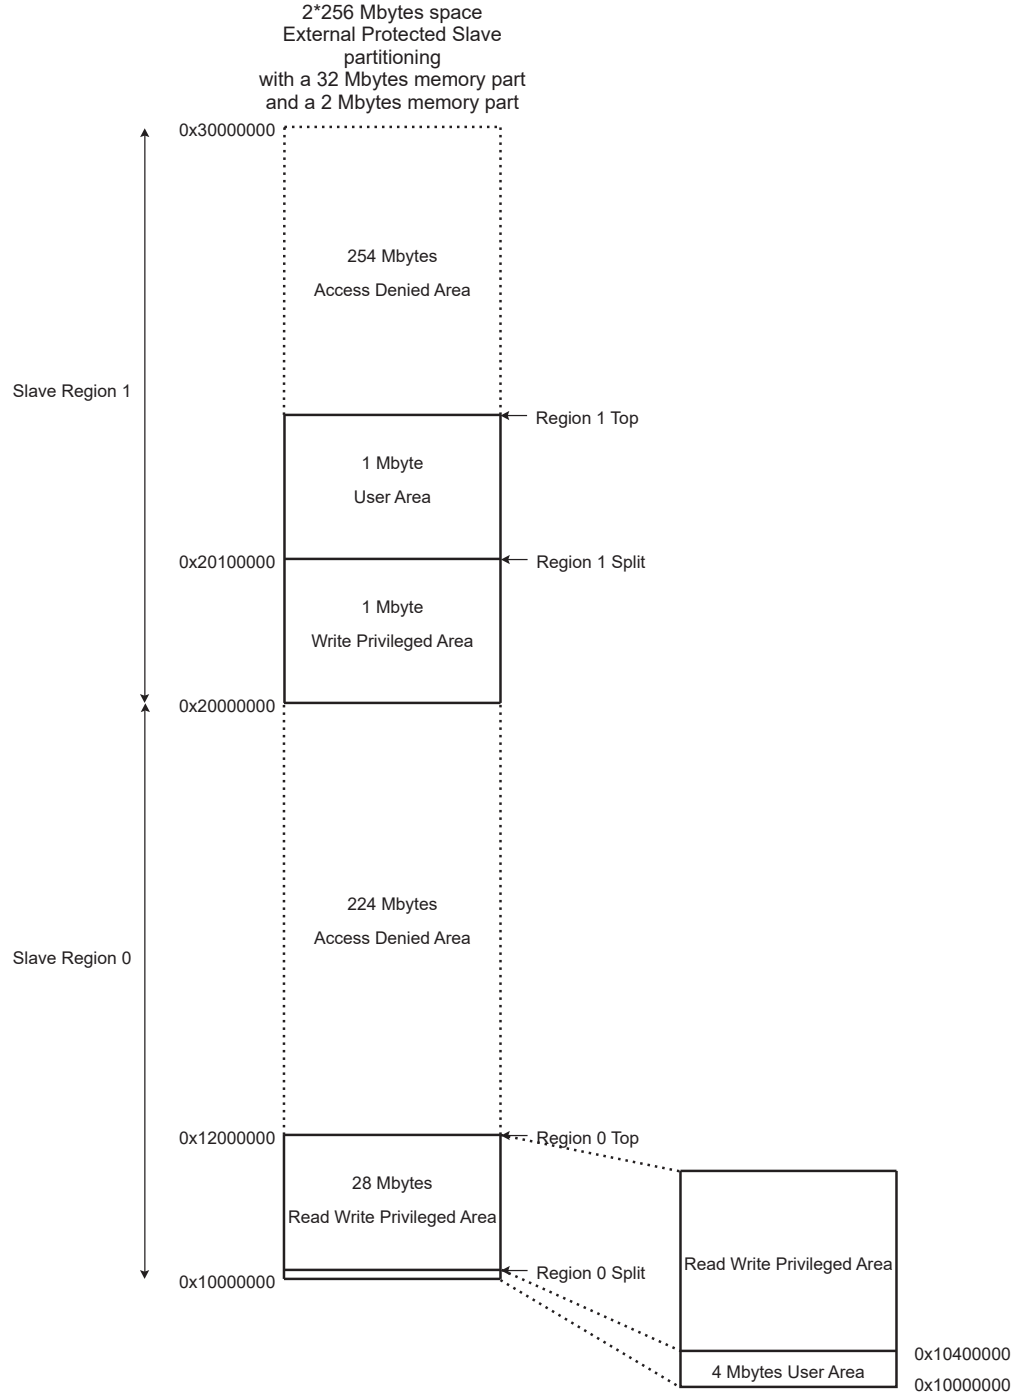 2*256 Mbytes space
External Protected Slave
partitioning
with a 32 Mbytes memory part
and a 2 Mbytes memory part
0x30000000
254 Mbytes
Access Denied Area
Slave Region 1
Region 1 Top
1 Mbyte
User Area
0x20100000
Region 1 Split
1 Mbyte
Write Privileged Area
0x20000000
224 Mbytes
Access Denied Area
Slave Region 0
0x12000000
Region 0 Top
28 Mbytes
Read Write Privileged Area
Region 0 Split
0x10000000
Read Write Privileged Area
0x10400000
4 Mbytes User Area
0x10000000